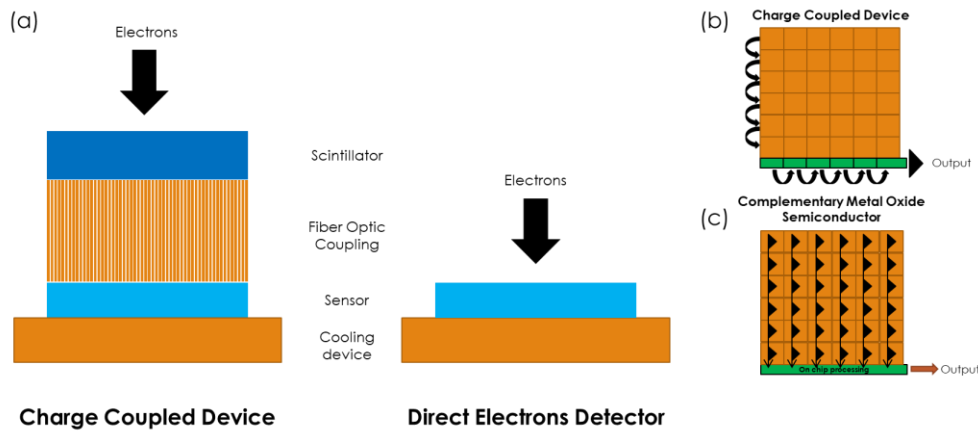 (a)
Electrons
Scintillator
Fiber Optic
Coupling
Sensor
Cooling
device
Electrons
Charge Coupled Device
Direct Electrons Detector
(b)
Charge Coupled Device
Output
(c)
Complementary Metal Oxide
Semiconductor
On chip processing
Output